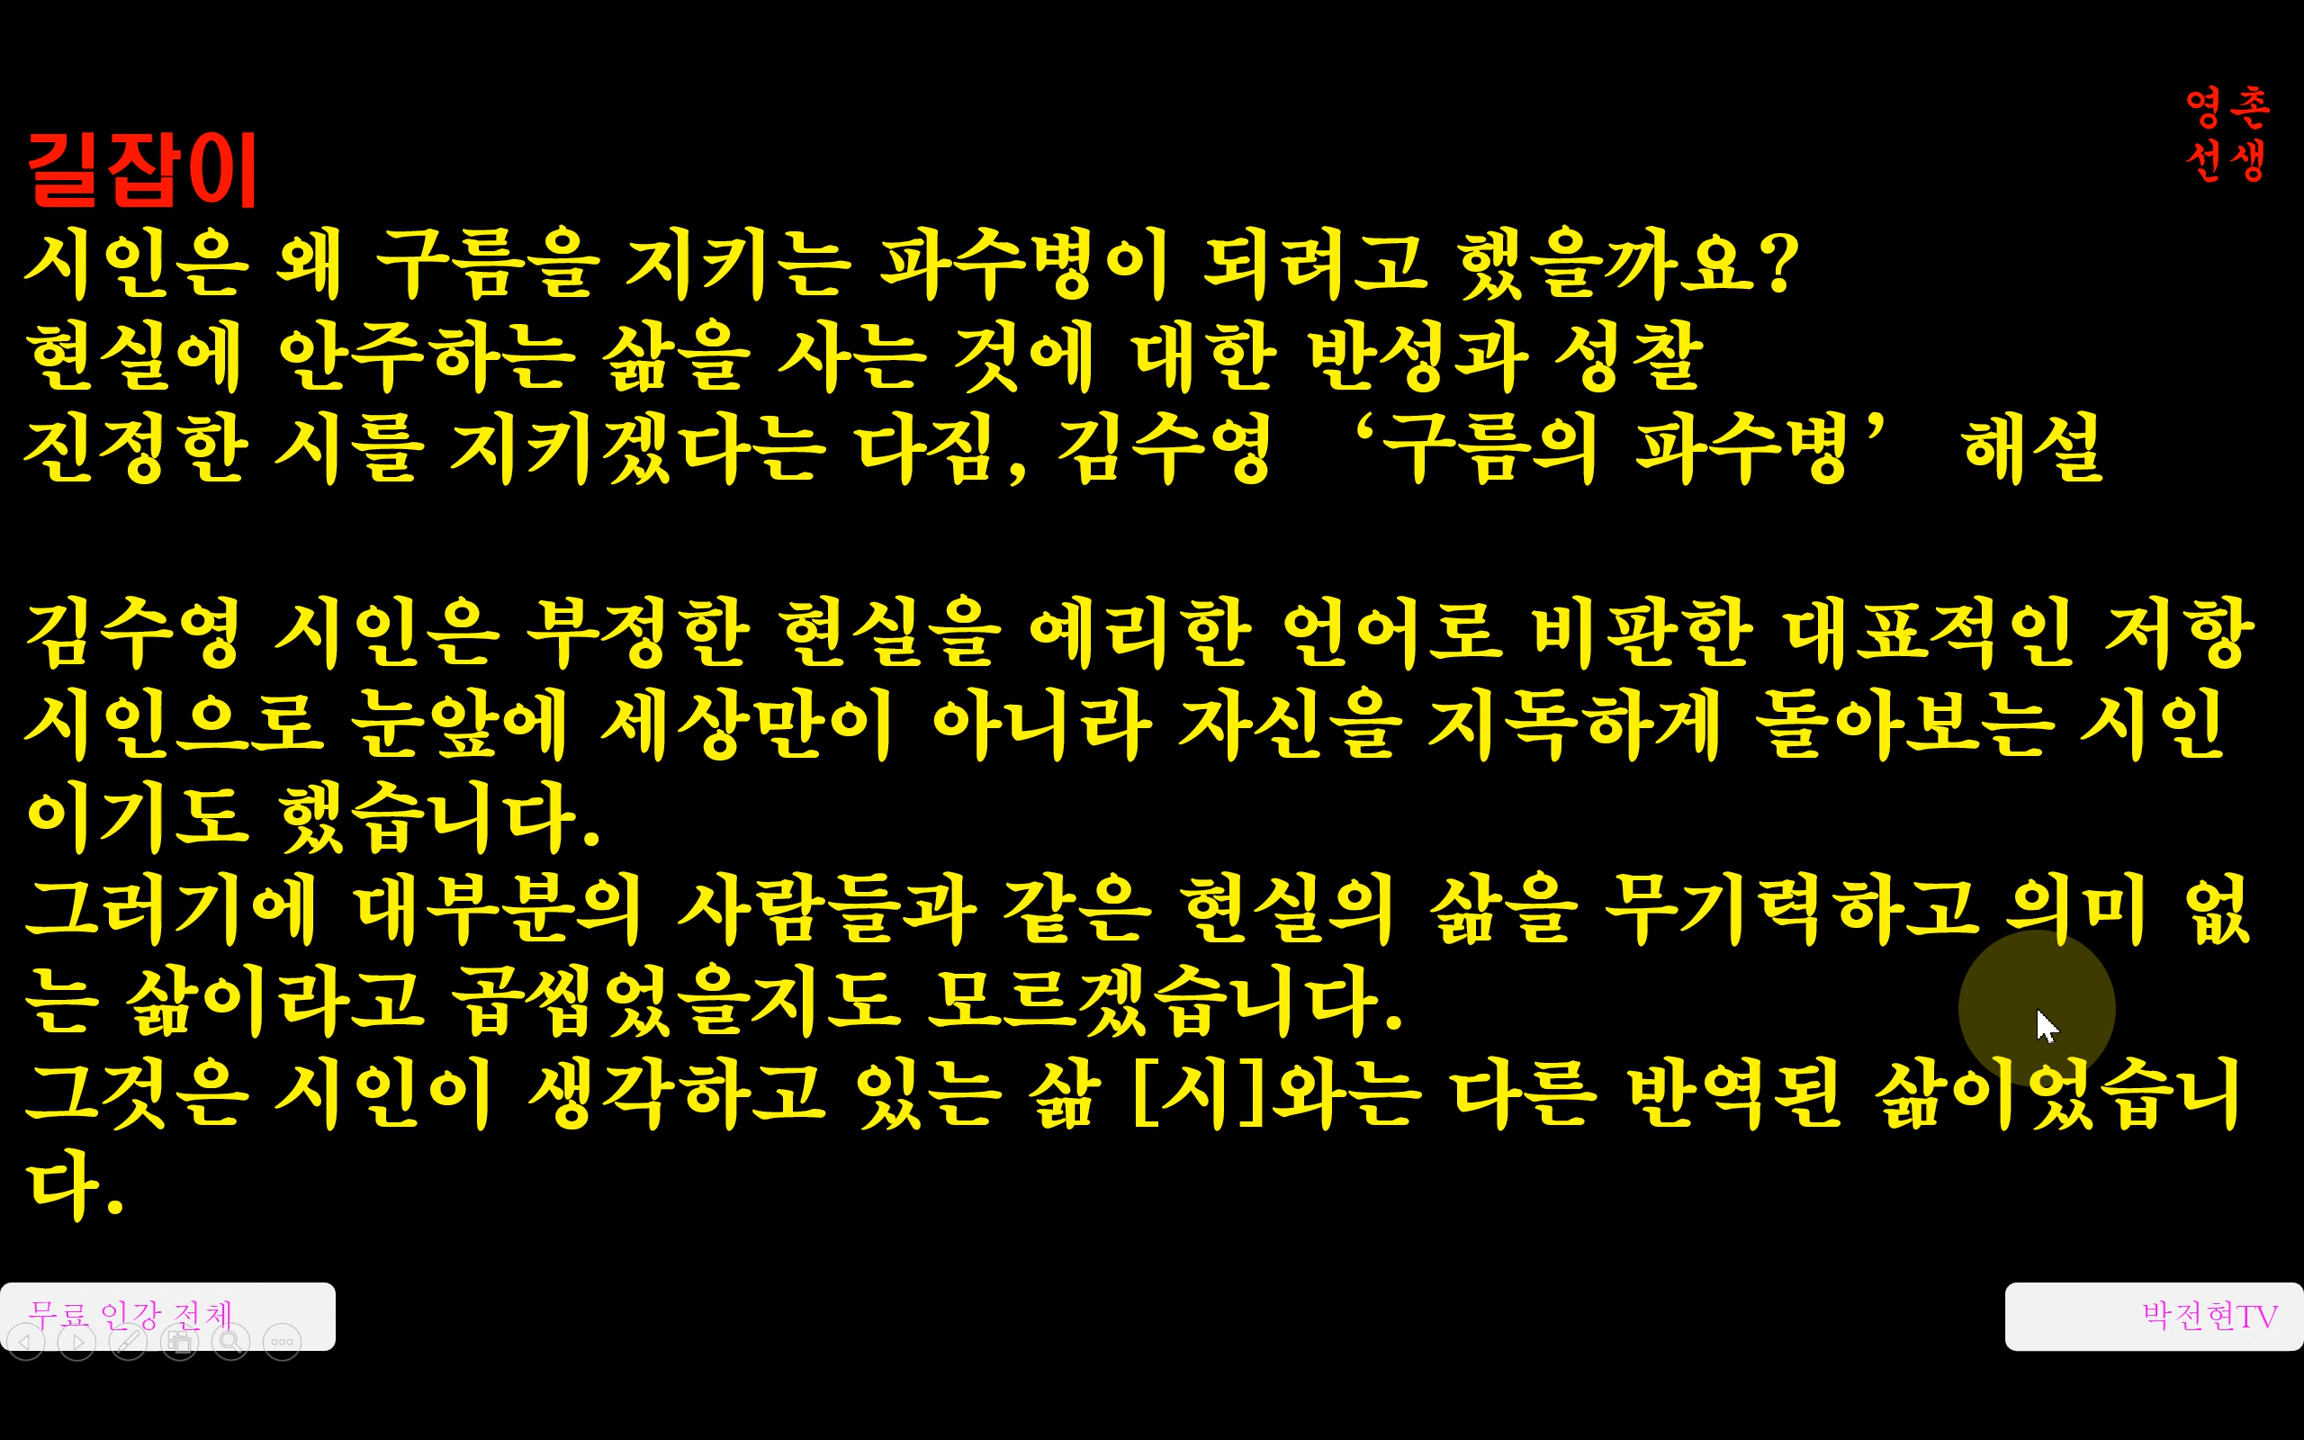 영촌
선생
길잡이
시인은 왜 구름을 지키는 파수병이 되려고 했을까요?
현실에 안주하는 삶을 사는 것에 대한 반성과 성찰
진정한 시를 지키겠다는 다짐, 김수영 ‘구름의 파수병’ 해설
김수영 시인은 부정한 현실을 예리한 언어로 비판한 대표적인 저항
시인으로 눈앞에 세상만이 아니라 자신을 지독하게 돌아보는 시인
이기도 했습니다.
그러기에 대부분의 사람들과 같은 현실의 삶을 무기력하고 의미 없
는 삶이라고 곱씹었을지도 모르겠습니다.
그것은 시인이 생각하고 있는 삶 [시]와는 다른 반역된 삶이었습니
다.
무료 인강 전체
박전현TV